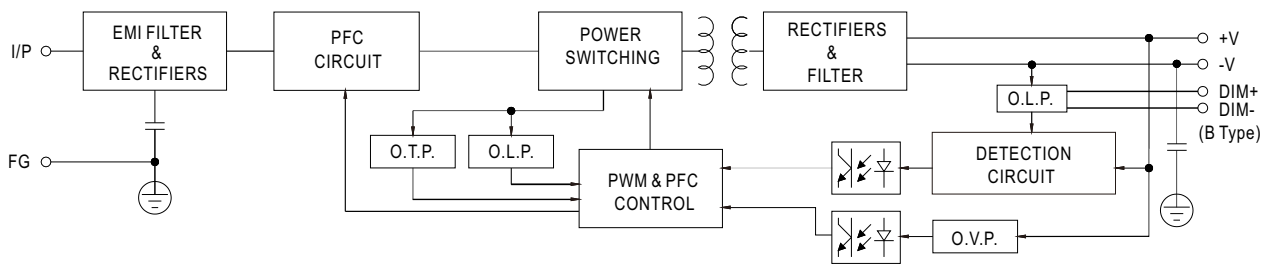 I/P
EMI FILTER
&
RECTIFIERS
PFC
CIRCUIT
POWER
SWITCHING
RECTIFIERS
&
FILTER
+V
-V
DIM+
DIM-
(B Type)
O.L.P.
FG
O.T.P.
O.L.P.
PWM & PFC
CONTROL
DETECTION
CIRCUIT
O.V.P.